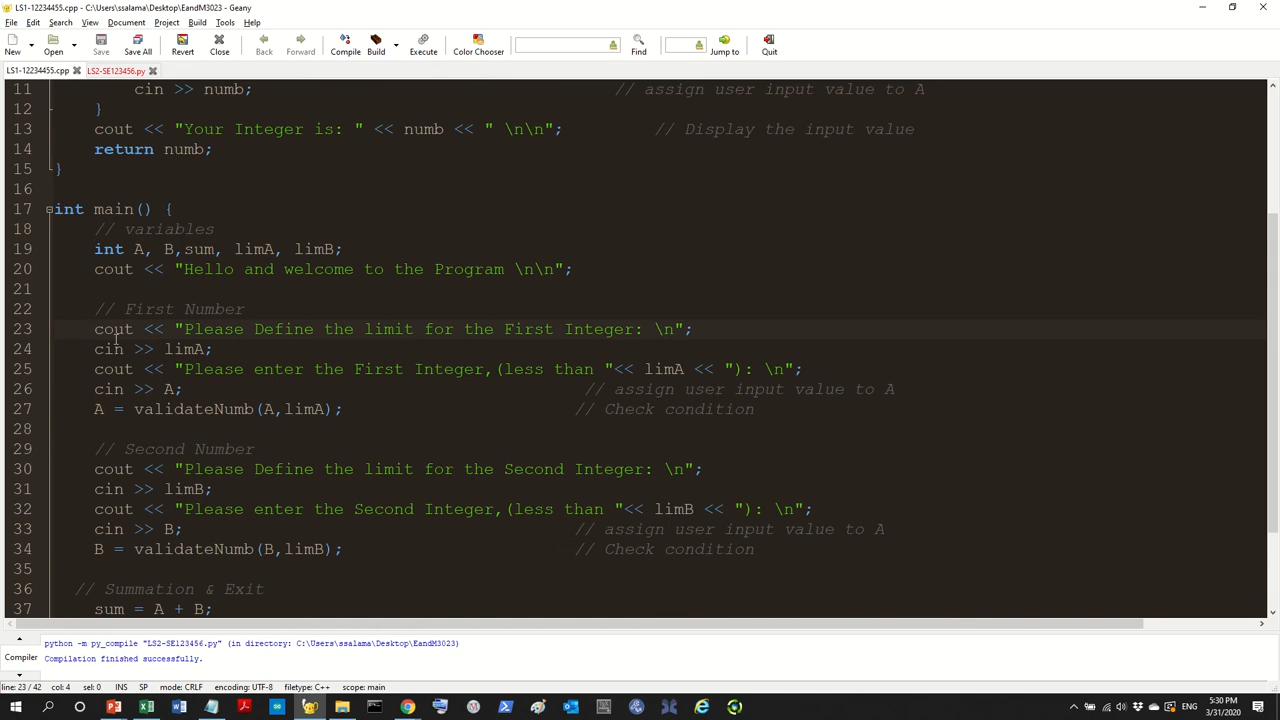 LS1-12234455.cpp - C:\Users\ssalama\Desktop\EandM3023 - Geany
File Edit Search View Document Project Build Tools Help
New Open Save Save All Revert Close Back Forward Compile Build Execute Color Chooser Find Jump to Quit
LS1-12234455.cpp LS2-SE123456.py
11 cin >> numb; // assign user input value to A
12 }
13 cout << "Your Integer is: " << numb << " \n\n"; // Display the input value
14 return numb;
15 }
16
17 int main() {
18 // variables
19 int A, B,sum, limA, limB;
20 cout << "Hello and welcome to the Program \n\n";
21
22 // First Number
23 cout << "Please Define the limit for the First Integer: \n";
24 cin >> limA;
25 cout << "Please enter the First Integer,(less than "<< limA << "): \n";
26 cin >> A; // assign user input value to A
27 A = validateNumb(A,limA); // Check condition
28
29 // Second Number
30 cout << "Please Define the limit for the Second Integer: \n";
31 cin >> limB;
32 cout << "Please enter the Second Integer,(less than "<< limB << "): \n";
33 cin >> B; // assign user input value to A
34 B = validateNumb(B,limB); // Check condition
35
36 // Summation & Exit
37 sum = A + B;
python -m py_compile "LS2-SE123456.py" (in directory: C:\Users\ssalama\Desktop\EandM3023)
Compiler Compilation finished successfully.
line: 23 / 42 col: 4 sel: 0 INS SP mode: CRLF encoding: UTF-8 filetype: C++ scope: main
ENG 5:30 PM
3/31/2020